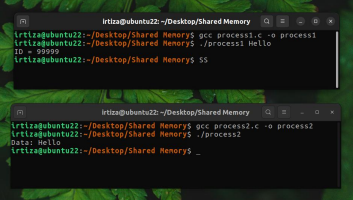 irtiza@ubuntu22: ~/Desktop/Shared Memory
irtiza@ubuntu22:~/Desktop/Shared Memory$ gcc process1.c -o process1
irtiza@ubuntu22:~/Desktop/Shared Memory$ ./process1 Hello
ID = 99999
irtiza@ubuntu22:~/Desktop/Shared Memory$ SS
irtiza@ubuntu22: ~/Desktop/Shared Memory
irtiza@ubuntu22:~/Desktop/Shared Memory$ gcc process2.c -o process2
irtiza@ubuntu22:~/Desktop/Shared Memory$ ./process2
Data: Hello
irtiza@ubuntu22:~/Desktop/Shared Memory$ _